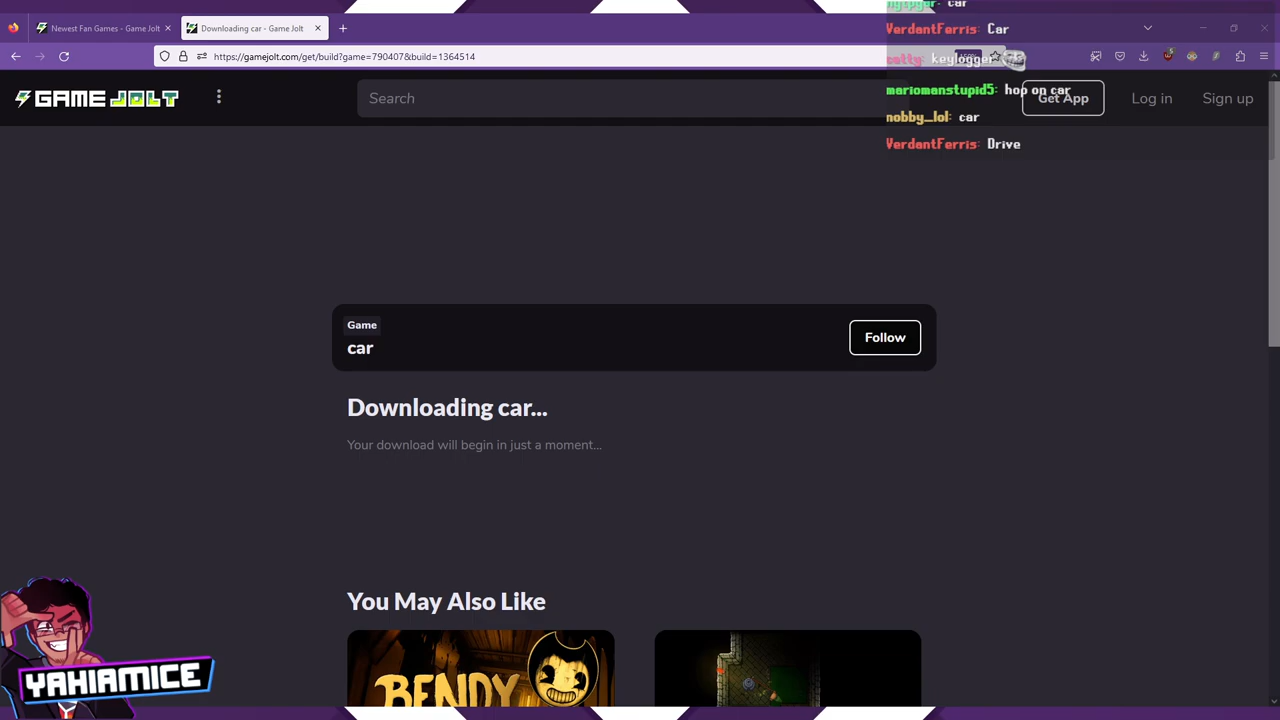 Newest Fan Games - Game Jolt
Downloading car - Game Jolt
https://gamejolt.com/get/build?game=790407&build=1364514
GAME JOLT
Search
Get App
Log in
Sign up
car
VerdantFerris: Car
catty: keylogger
mariomanstupid5: hop on car
nobby_lol: car
VerdantFerris: Drive
Game
car
Follow
Downloading car...
Your download will begin in just a moment...
You May Also Like
BENDY
YAHIAMICE